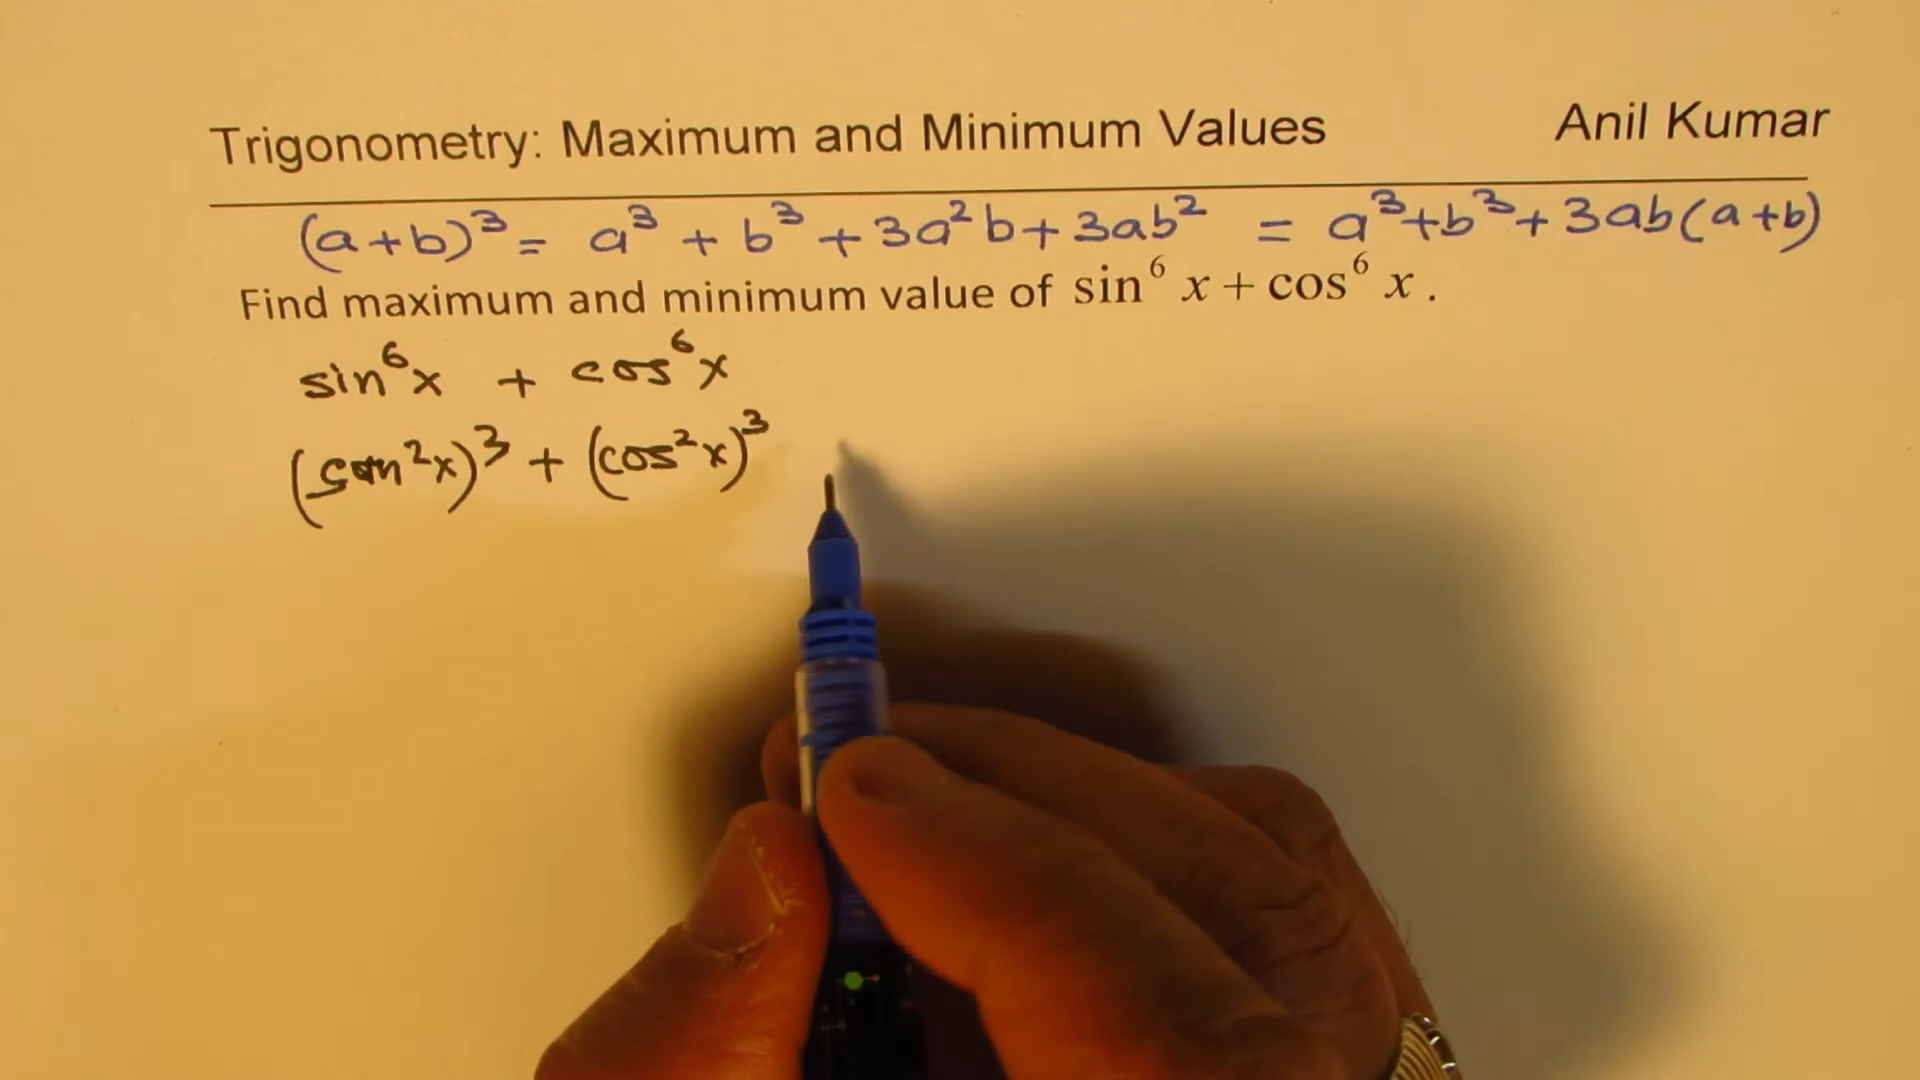 Trigonometry: Maximum and Minimum Values Anil Kumar
(a+b)³ = a³ + b³ + 3a²b + 3ab² = a³+b³+3ab(a+b)
Find maximum and minimum value of sin⁶ x + cos⁶ x.
sin⁶x + cos⁶x
(sin²x)³ + (cos²x)³